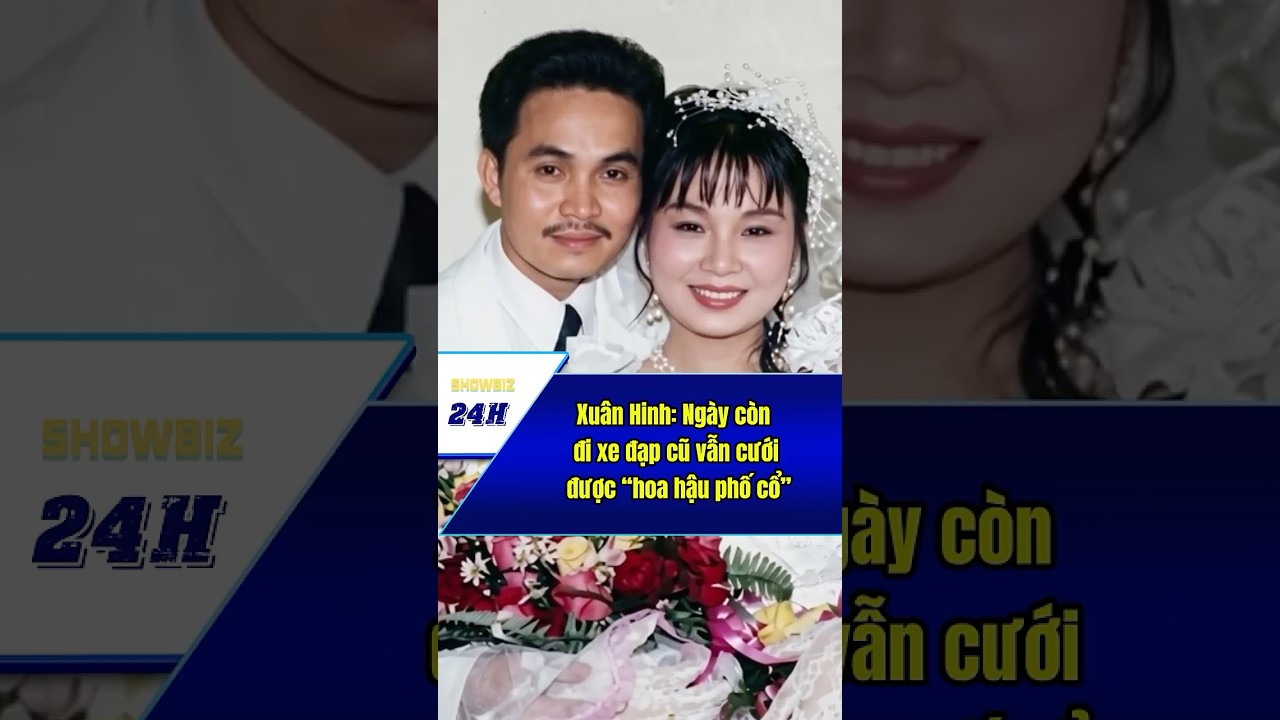 SHOWBIZ
24H
Xuân Hinh: Ngày còn
đi xe đạp cũ vẫn cưới
được “hoa hậu phố cổ”
SHOWBIZ
24H
gày còn
vẫn cưới